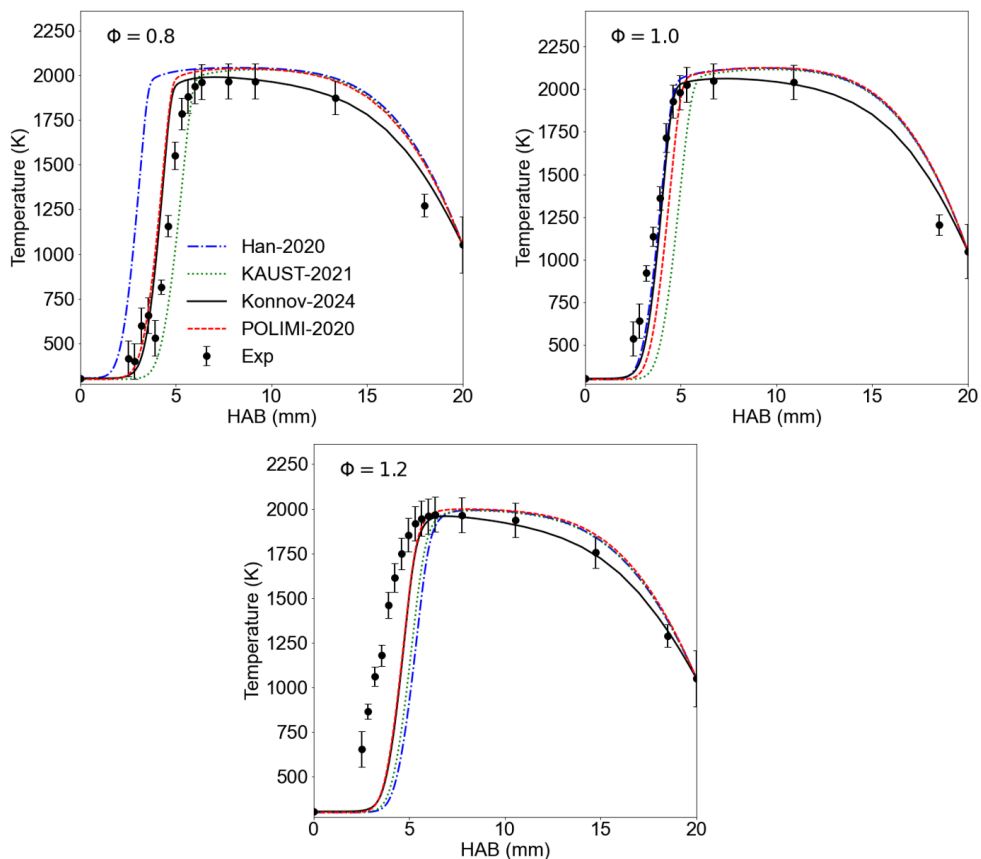 Φ = 0.8
2250
2000
1750
1500
1250
1000
750
500
Temperature (K)
Han-2020
KAUST-2021
Konnov-2024
POLIMI-2020
Exp
0 5 10 15 20
HAB (mm)
Φ = 1.0
2250
2000
1750
1500
1250
1000
750
500
Temperature (K)
0 5 10 15 20
HAB (mm)
Φ = 1.2
2250
2000
1750
1500
1250
1000
750
500
Temperature (K)
0 5 10 15 20
HAB (mm)